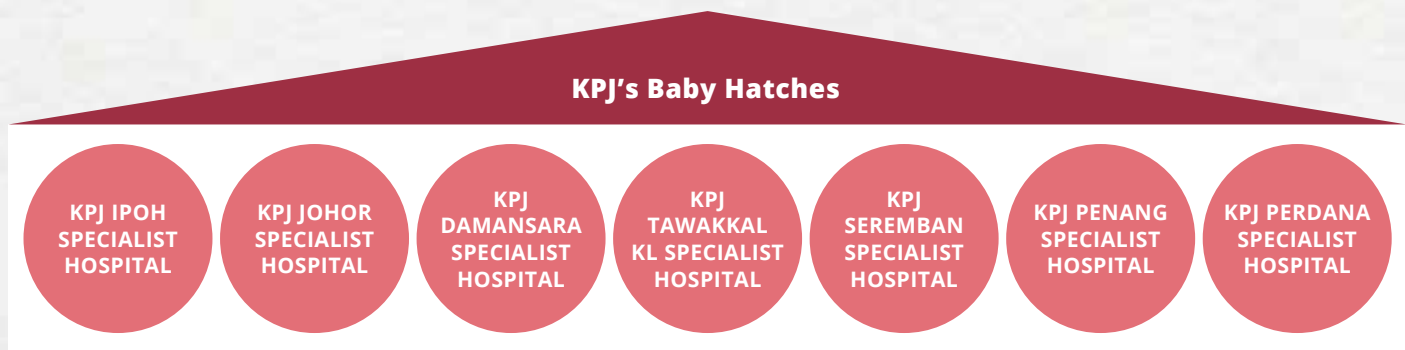 KPJ’s Baby Hatches
KPJ IPOH
SPECIALIST
HOSPITAL
KPJ JOHOR
SPECIALIST
HOSPITAL
KPJ
DAMANSARA
SPECIALIST
HOSPITAL
KPJ
TAWAKKAL
KL SPECIALIST
HOSPITAL
KPJ
SEREMBAN
SPECIALIST
HOSPITAL
KPJ PENANG
SPECIALIST
HOSPITAL
KPJ PERDANA
SPECIALIST
HOSPITAL